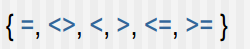 { =, <>, <, >, <=, >= }